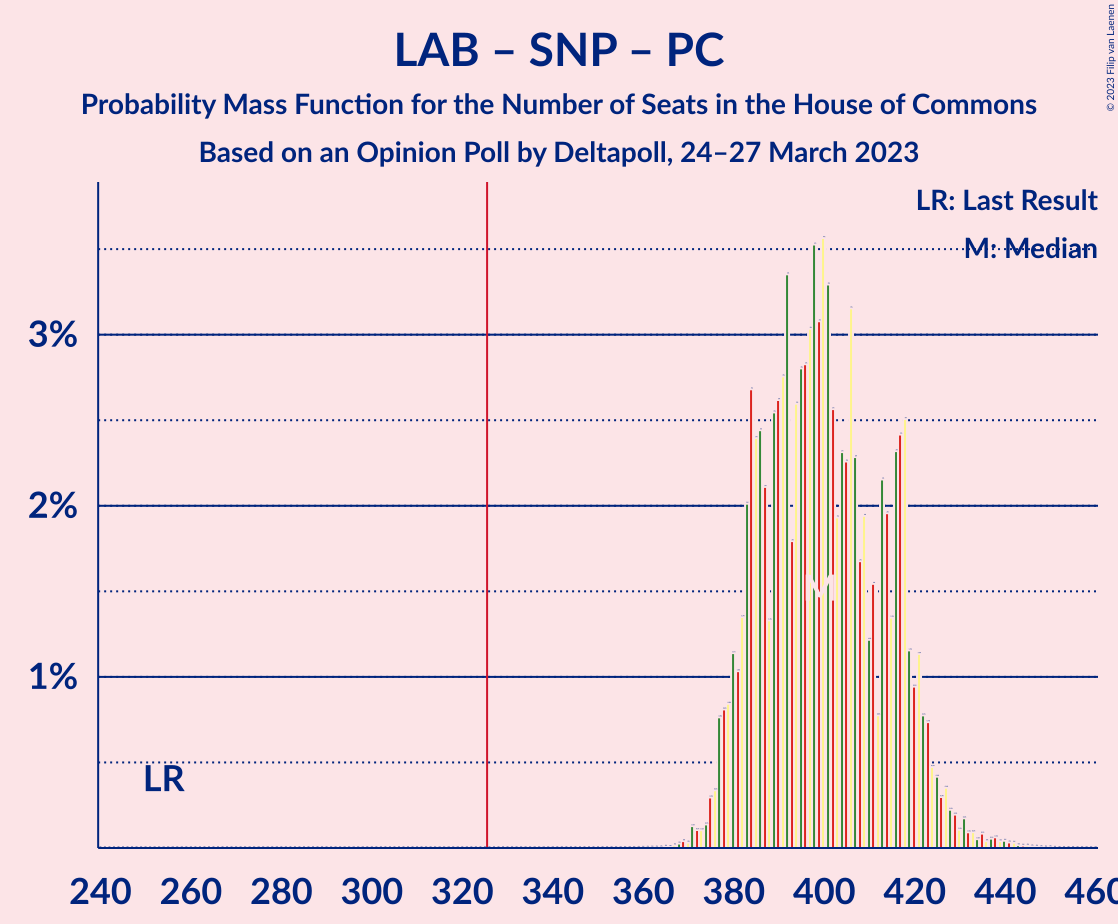 LAB – SNP – PC
Probability Mass Function for the Number of Seats in the House of Commons
Based on an Opinion Poll by Deltapoll, 24–27 March 2023
© 2023 Filip van Laenen
LR: Last Result
M: Median
3%
2%
1%
M
LR
240 260 280 300 320 340 360 380 400 420 440 460